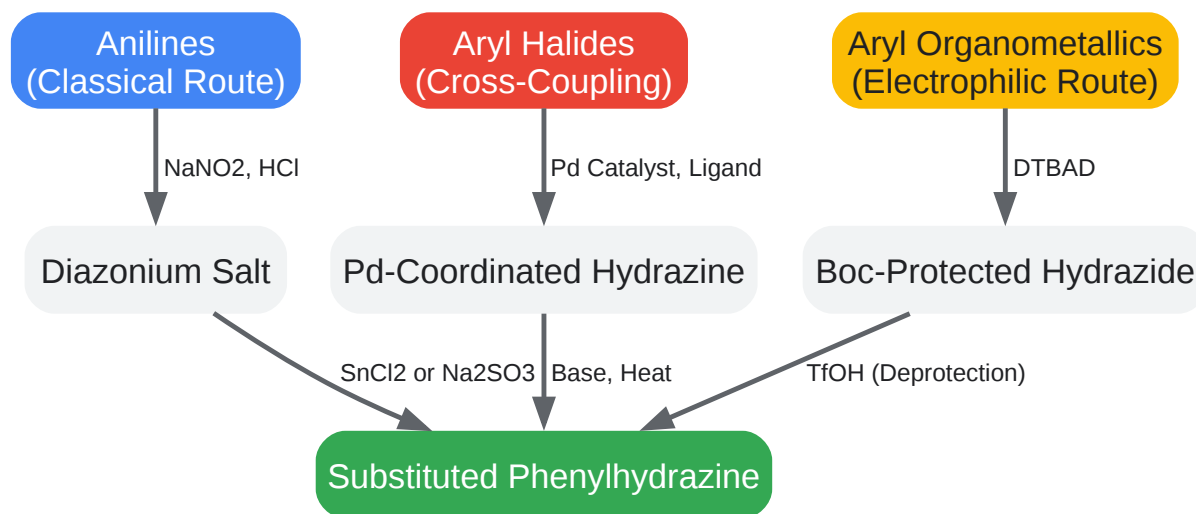 Anilines
(Classical Route)
Aryl Halides
(Cross-Coupling)
Aryl Organometallics
(Electrophilic Route)
NaNO2, HCl
Pd Catalyst, Ligand
DTBAD
Diazonium Salt
Pd-Coordinated Hydrazine
Boc-Protected Hydrazide
SnCl2 or Na2SO3
Base, Heat
TfOH (Deprotection)
Substituted Phenylhydrazine